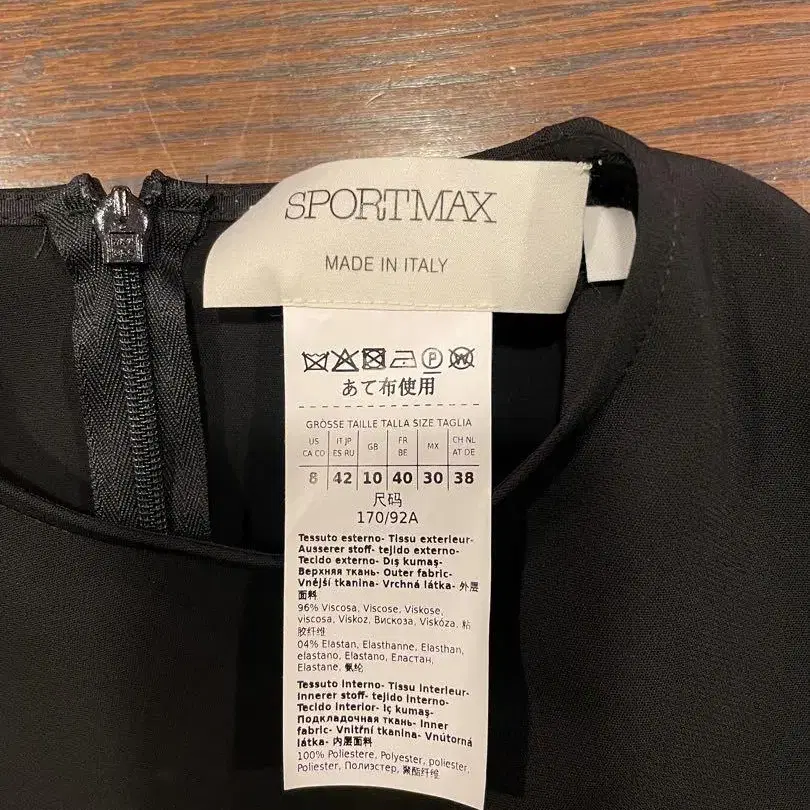 SPORTMAX
MADE IN ITALY
P W
あて布使用
GROSSE TAILLE TALLA SIZE TAGLIA
US CA CO IT JP ES RU GB FR BE MX CH NL AT DE
8 42 10 40 30 38
尺码
170/92A
Tessuto esterno- Tissu exterieur-
Ausserer stoff- tejido externo-
Tecido externo- Dış kumaş-
Верхняя ткань- Outer fabric-
Vnější tkanina- Vrchná látka- 外层
面料
96% Viscosa, Viscose, Viskose,
viscosa, Viskoz, Вискоза, Viskóza, 粘
胶纤维
04% Elastan, Elasthanne, Elasthan,
elastano, Elastano, Еластан,
Elastane, 氨纶
Tessuto interno- Tissu interieur-
Innerer stoff- tejido interno-
Tecido interior- Iç kumaş-
Подкладочная ткань- Inner
fabric- Vnitřní tkanina- Vnútorná
látka- 内层面料
100% Poliestere, Polyester, poliester,
Poliester, Полиэстер, 聚酯纤维